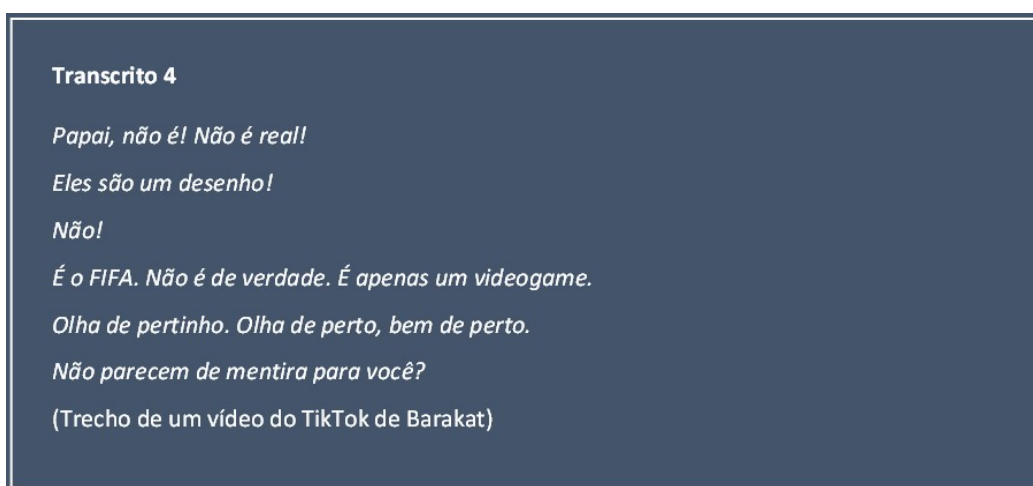 Transcrito 4
Papai, não é! Não é real!
Eles são um desenho!
Não!
É o FIFA. Não é de verdade. É apenas um videogame.
Olha de pertinho. Olha de perto, bem de perto.
Não parecem de mentira para você?
(Trecho de um vídeo do TikTok de Barakat)